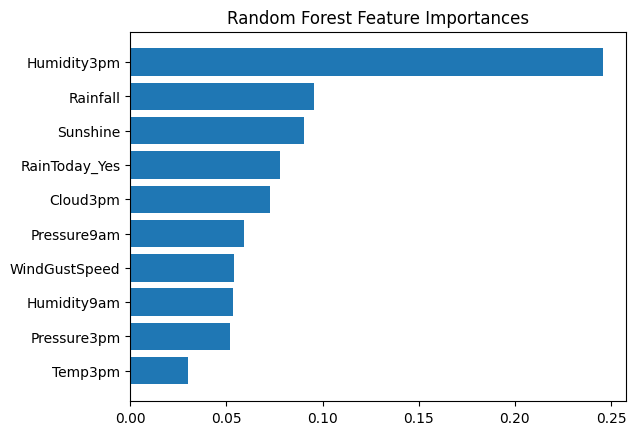 Random Forest Feature Importances
Humidity3pm
Rainfall
Sunshine
RainToday_Yes
Cloud3pm
Pressure9am
WindGustSpeed
Humidity9am
Pressure3pm
Temp3pm
0.00 0.05 0.10 0.15 0.20 0.25